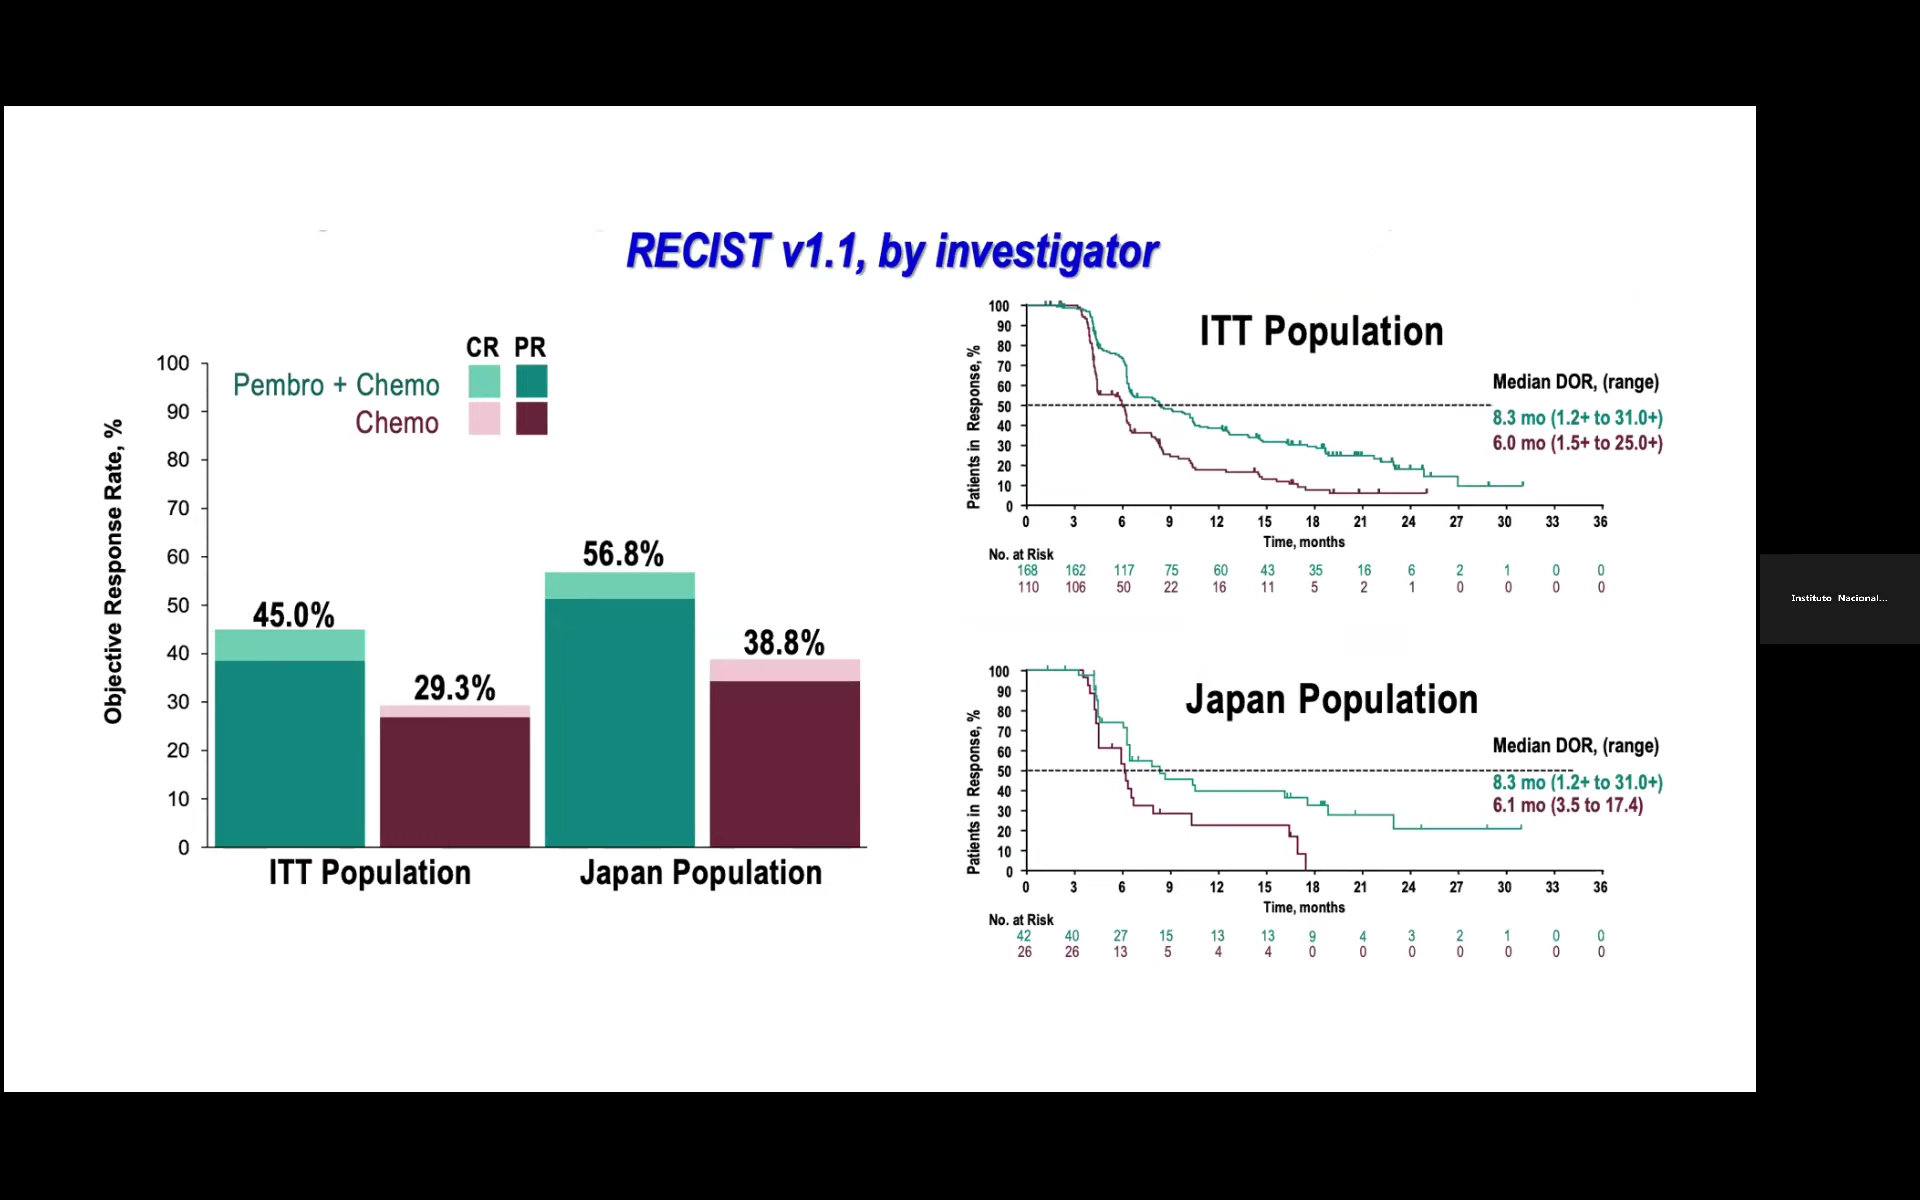 RECIST v1.1, by investigator
CR PR
Pembro + Chemo
Chemo
Objective Response Rate, %
100
90
80
70
60
50
40
30
20
10
0
45.0%
29.3%
56.8%
38.8%
ITT Population
Japan Population
ITT Population
Patients in Response, %
100
90
80
70
60
50
40
30
20
10
0
Median DOR, (range)
8.3 mo (1.2+ to 31.0+)
6.0 mo (1.5+ to 25.0+)
0 3 6 9 12 15 18 21 24 27 30 33 36
Time, months
No. at Risk
168 162 117 75 60 43 35 16 6 2 1 0 0
110 106 50 22 16 11 5 2 1 0 0 0 0
Japan Population
Patients in Response, %
100
90
80
70
60
50
40
30
20
10
0
Median DOR, (range)
8.3 mo (1.2+ to 31.0+)
6.1 mo (3.5 to 17.4)
0 3 6 9 12 15 18 21 24 27 30 33 36
Time, months
No. at Risk
42 40 27 15 13 13 9 4 3 2 1 0 0
26 26 13 5 4 4 0 0 0 0 0 0 0
Instituto Nacional...